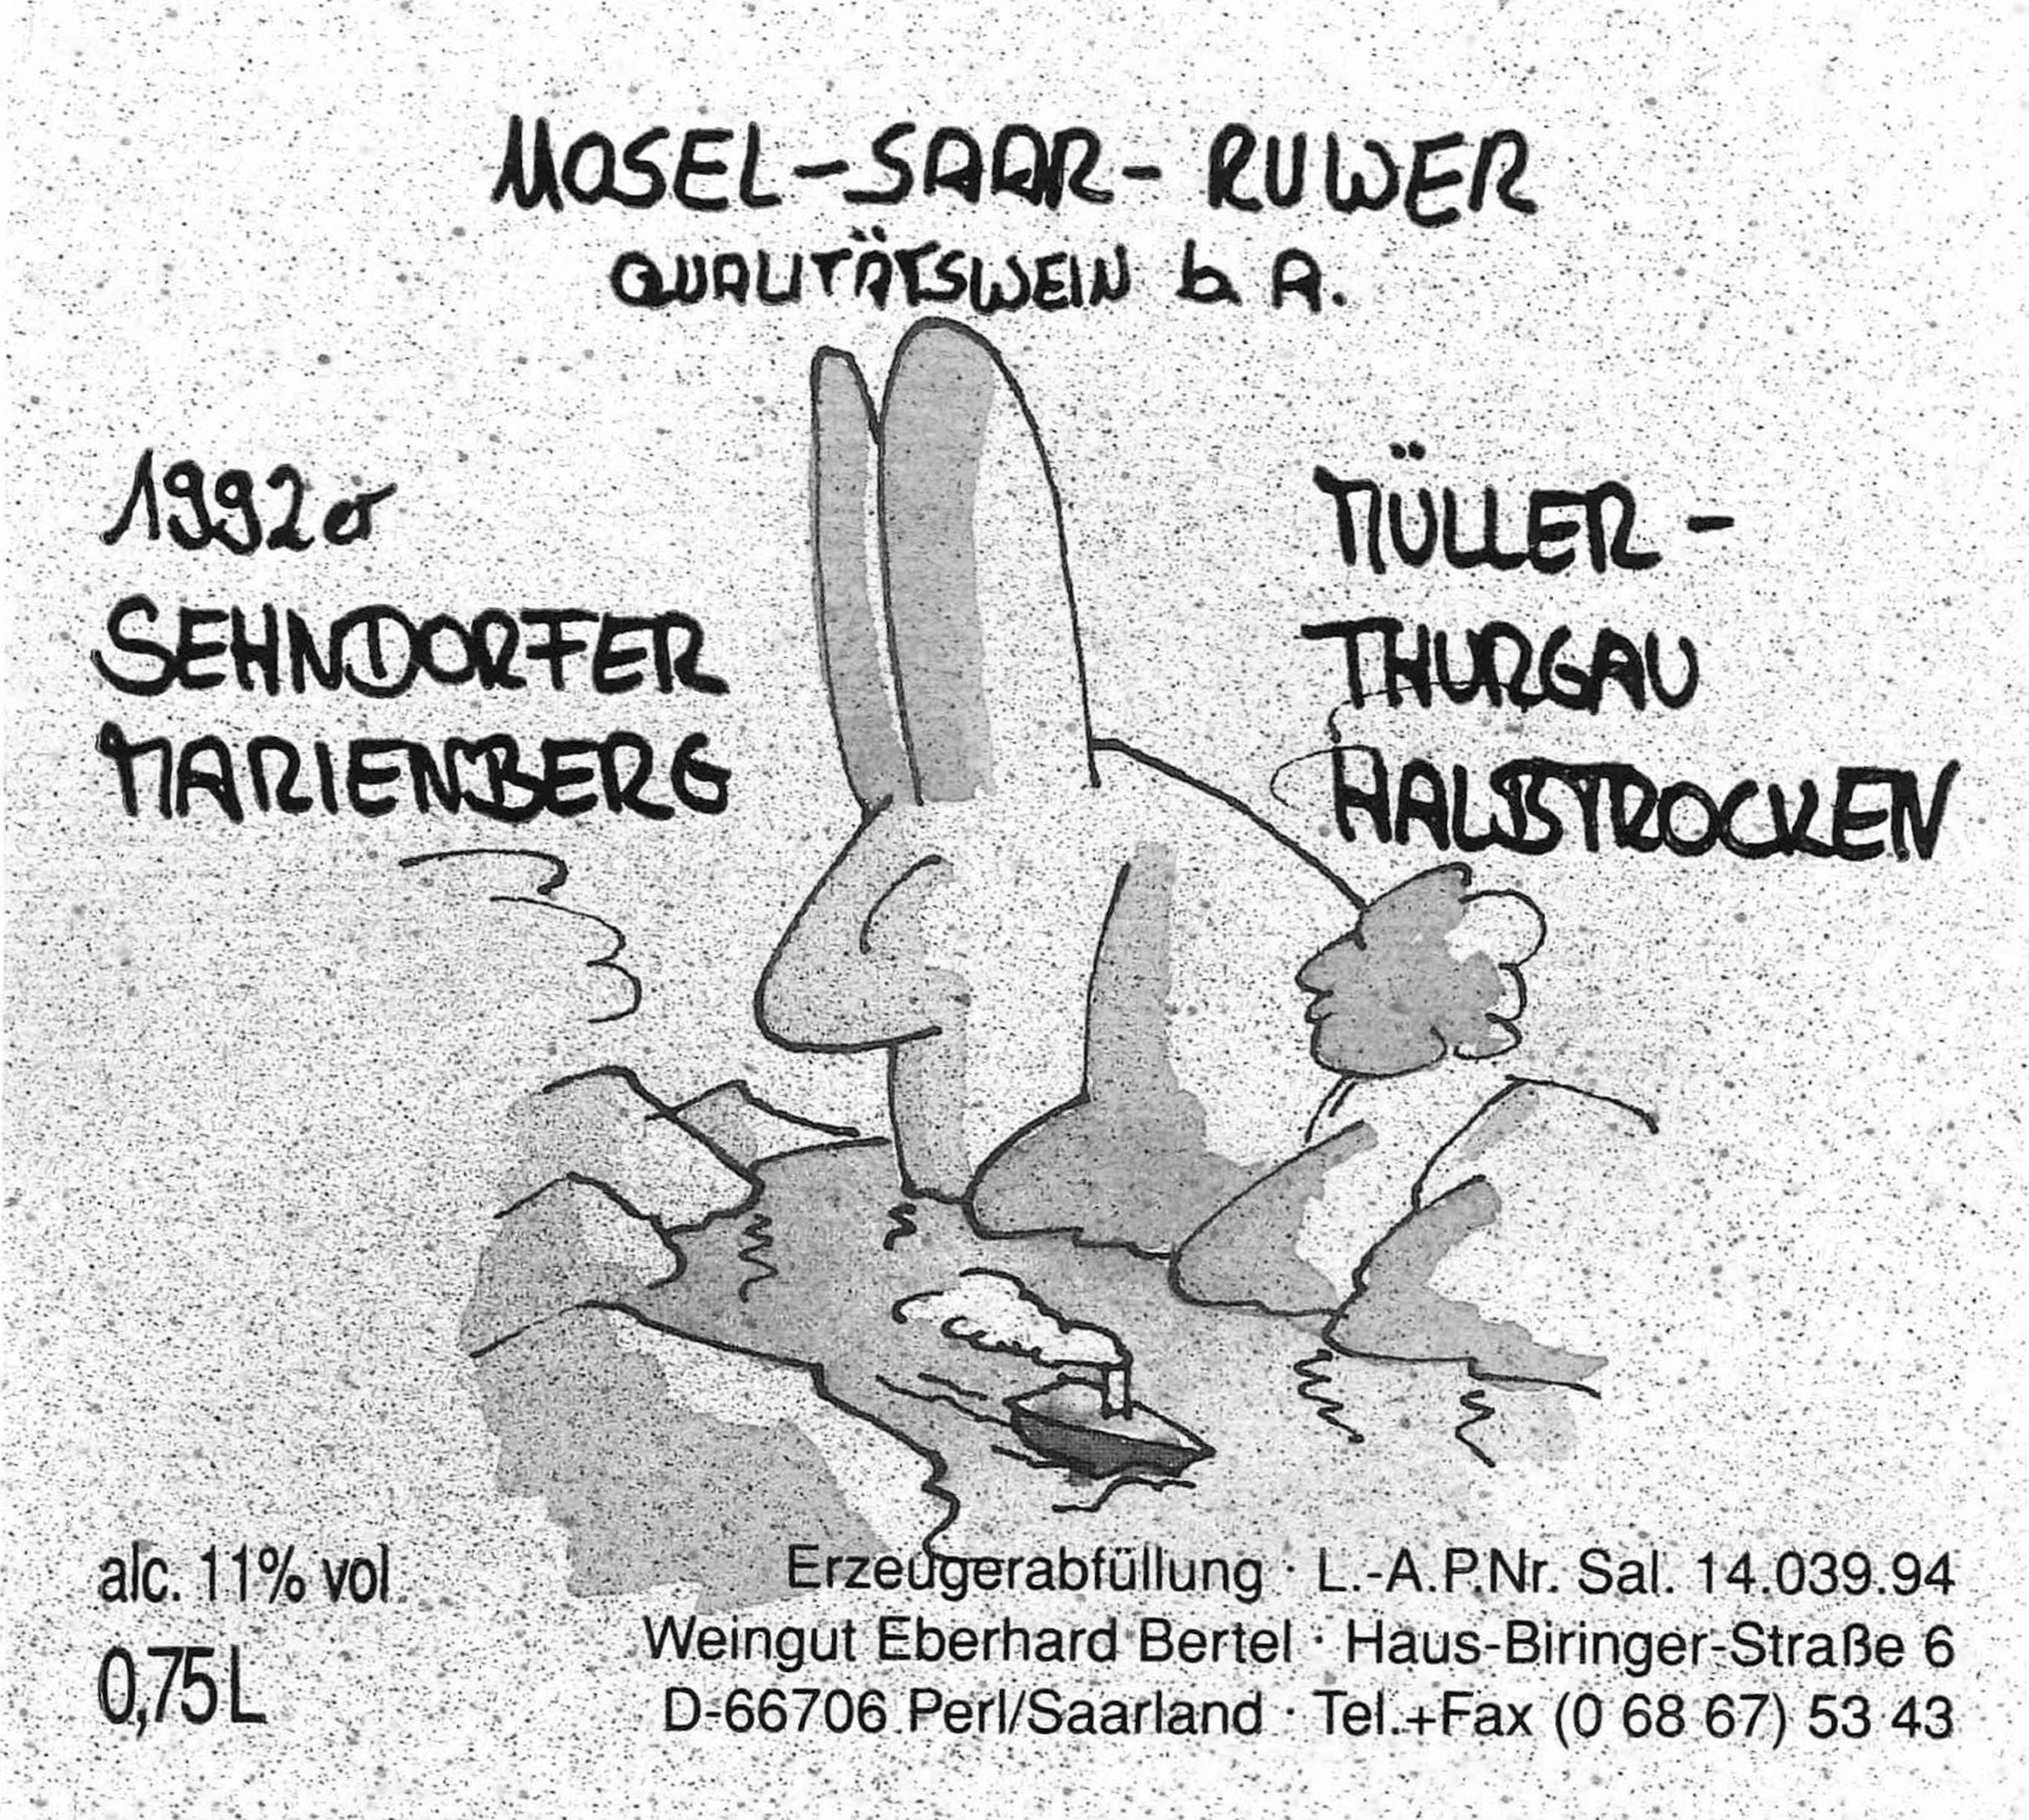 MOSEL-SAAR-RUWER
QUALITÄTSWEIN b. A.
1992er
SEHNDORFER
MARIENBERG
MÜLLER-
THURGAU
HALBTROCKEN
alc. 11% vol.
0,75 L
Erzeugerabfüllung · L.-A.P.Nr. Sal. 14.039.94
Weingut Eberhard Bertel · Haus-Biringer-Straße 6
D-66706 Perl/Saarland · Tel.+Fax (0 68 67) 53 43